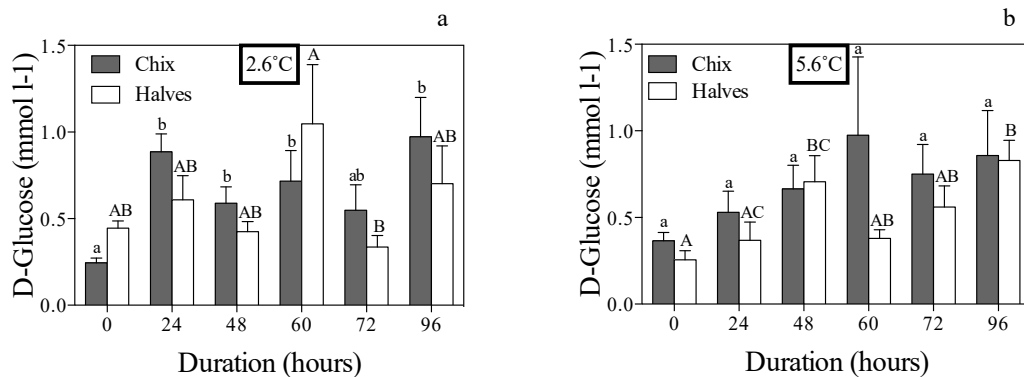 a
D-Glucose (mmol l-1)
1.5
1.0
0.5
0.0
Chix
Halves
2.6˚C
a AB b AB b AB b A ab B b AB
0 24 48 60 72 96
Duration (hours)
b
D-Glucose (mmol l-1)
1.5
1.0
0.5
0.0
Chix
Halves
5.6˚C
a A a AC a BC a AB a AB a B
0 24 48 60 72 96
Duration (hours)